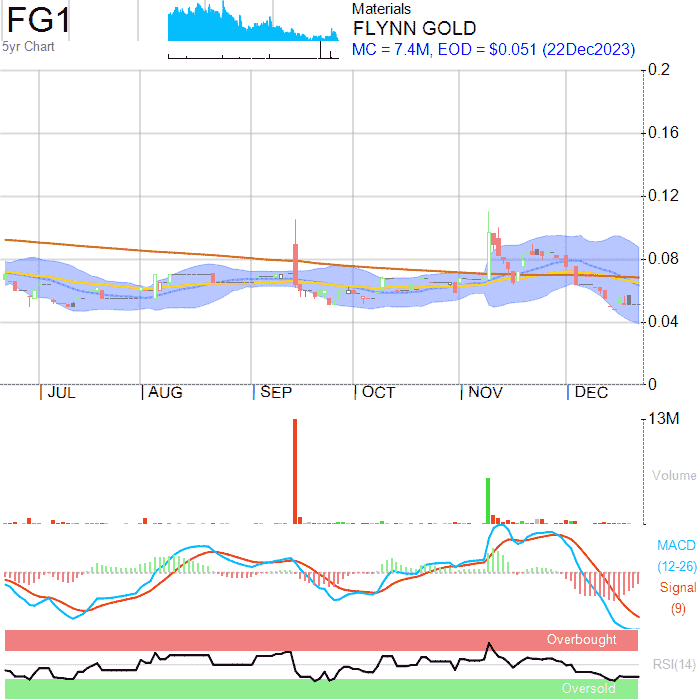 FG1
5yr Chart
Materials
FLYNN GOLD
MC = 7.4M, EOD = $0.051 (22Dec2023)
0.2
0.16
0.12
0.08
0.04
0
JUL AUG SEP OCT NOV DEC
13M
Volume
MACD
(12-26)
Signal
(9)
Overbought
RSI(14)
Oversold